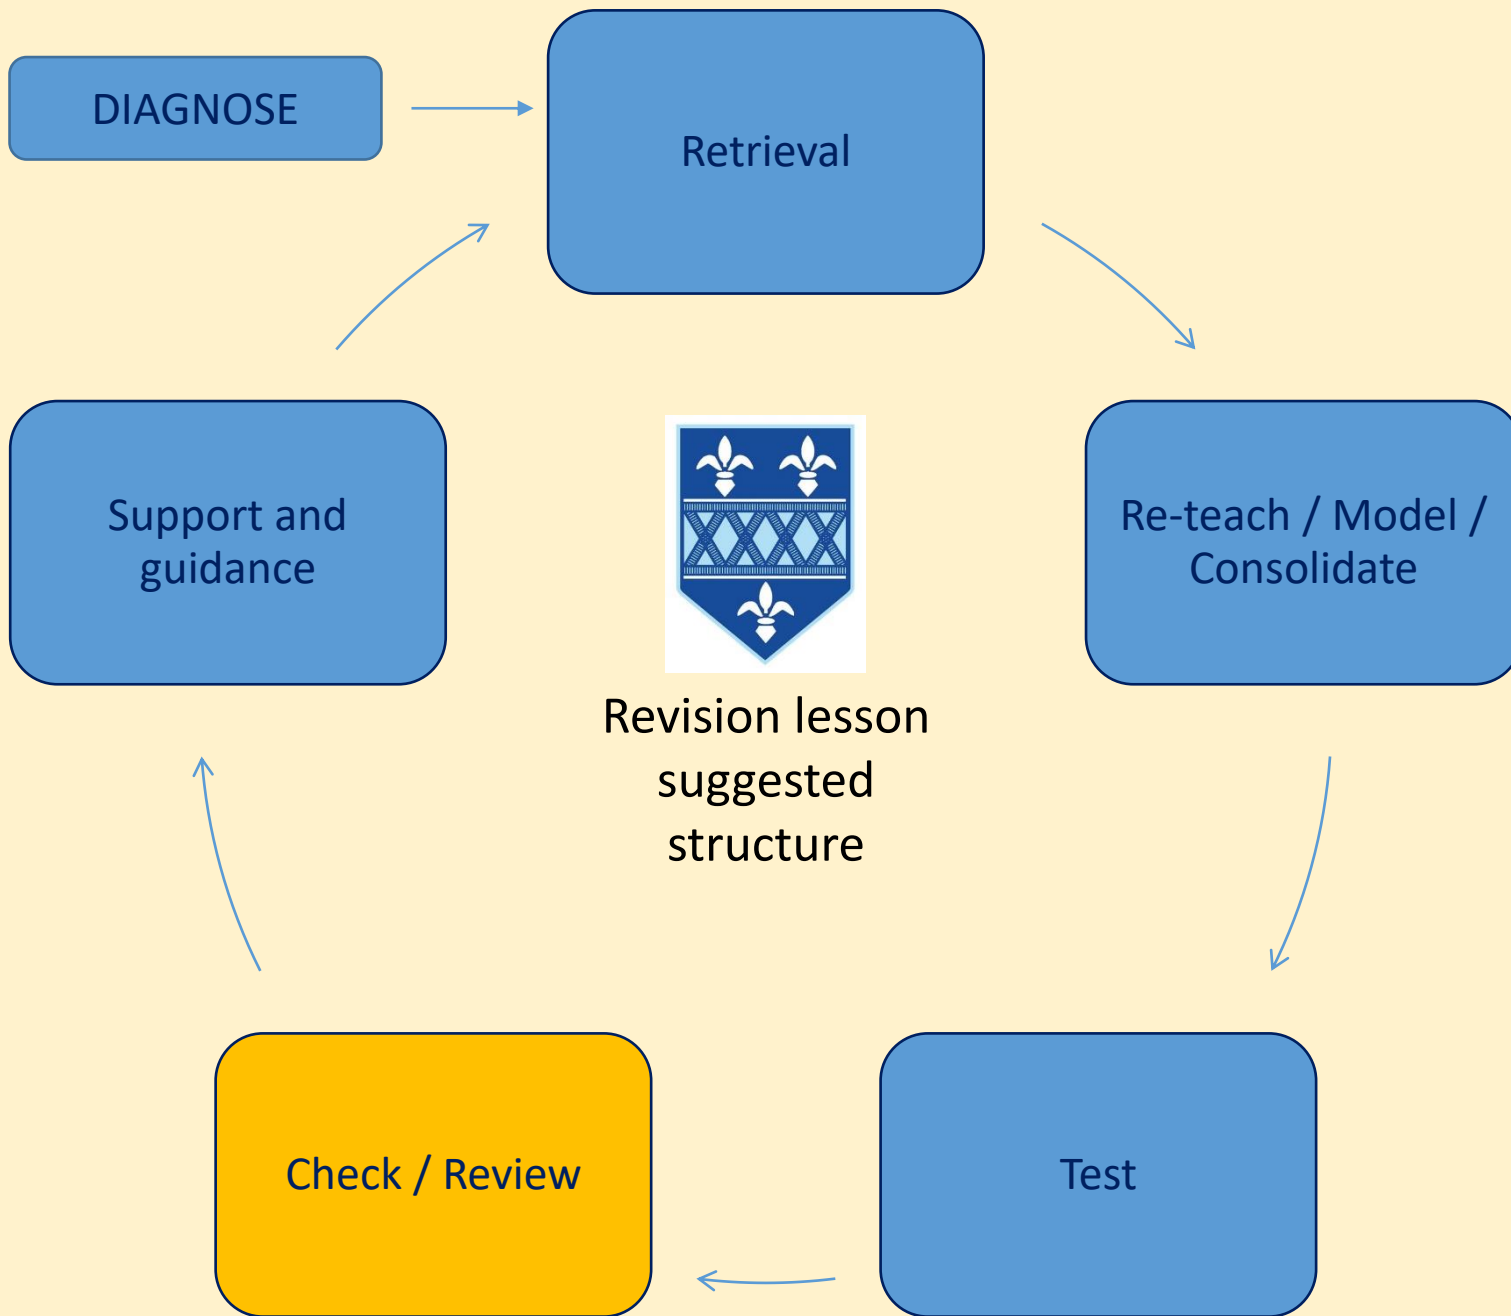 DIAGNOSE
Retrieval
Re-teach / Model /
Consolidate
Test
Check / Review
Support and
guidance
Revision lesson
suggested
structure